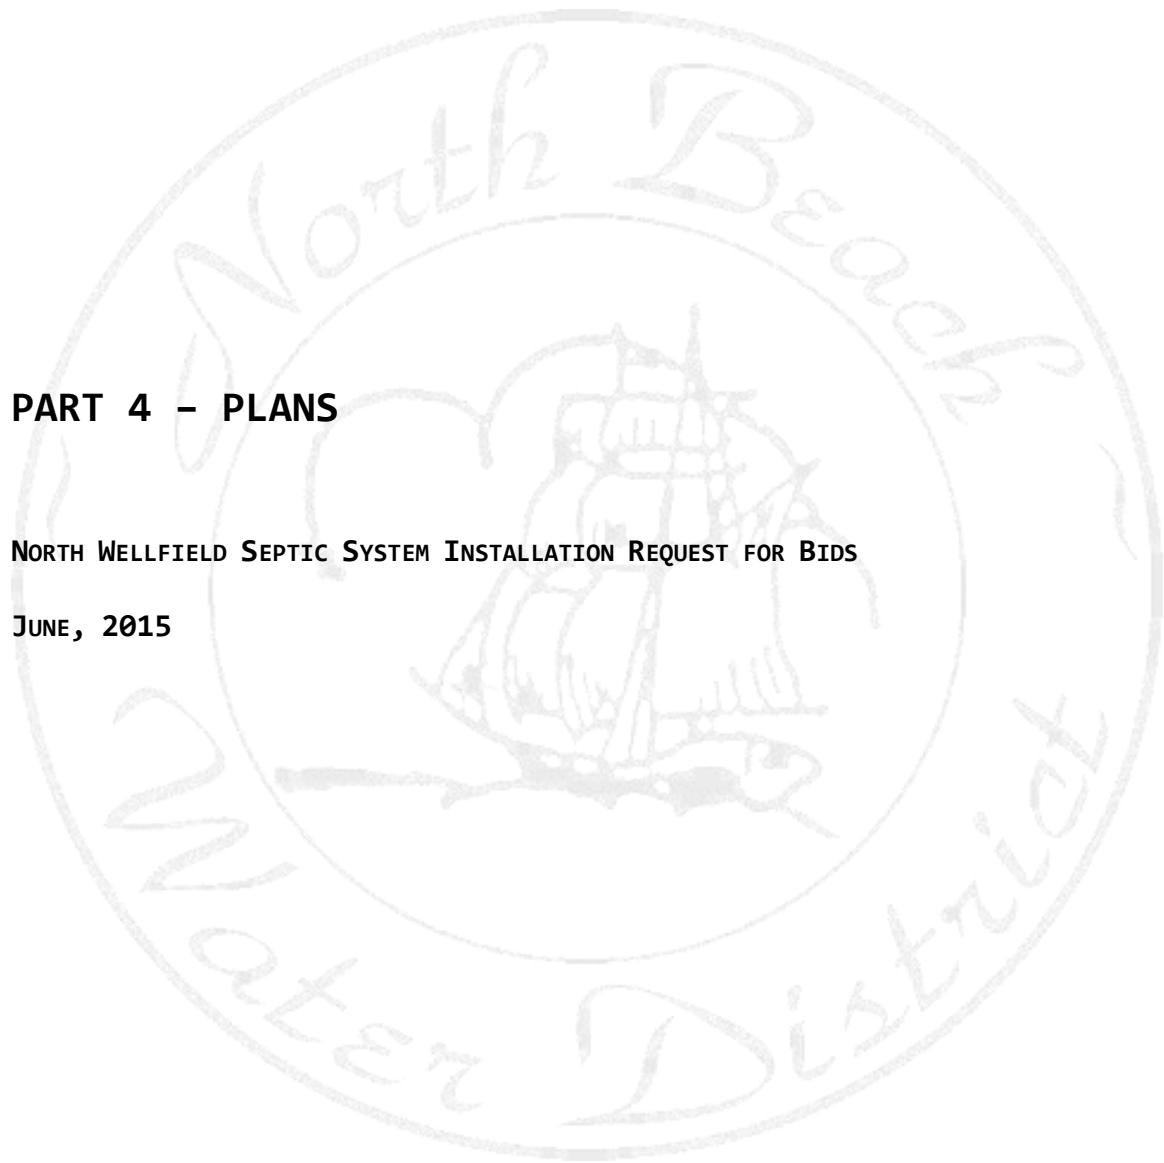 North Beach
PART 4 – PLANS
NORTH WELLFIELD SEPTIC SYSTEM INSTALLATION REQUEST FOR BIDS
JUNE, 2015
Water District